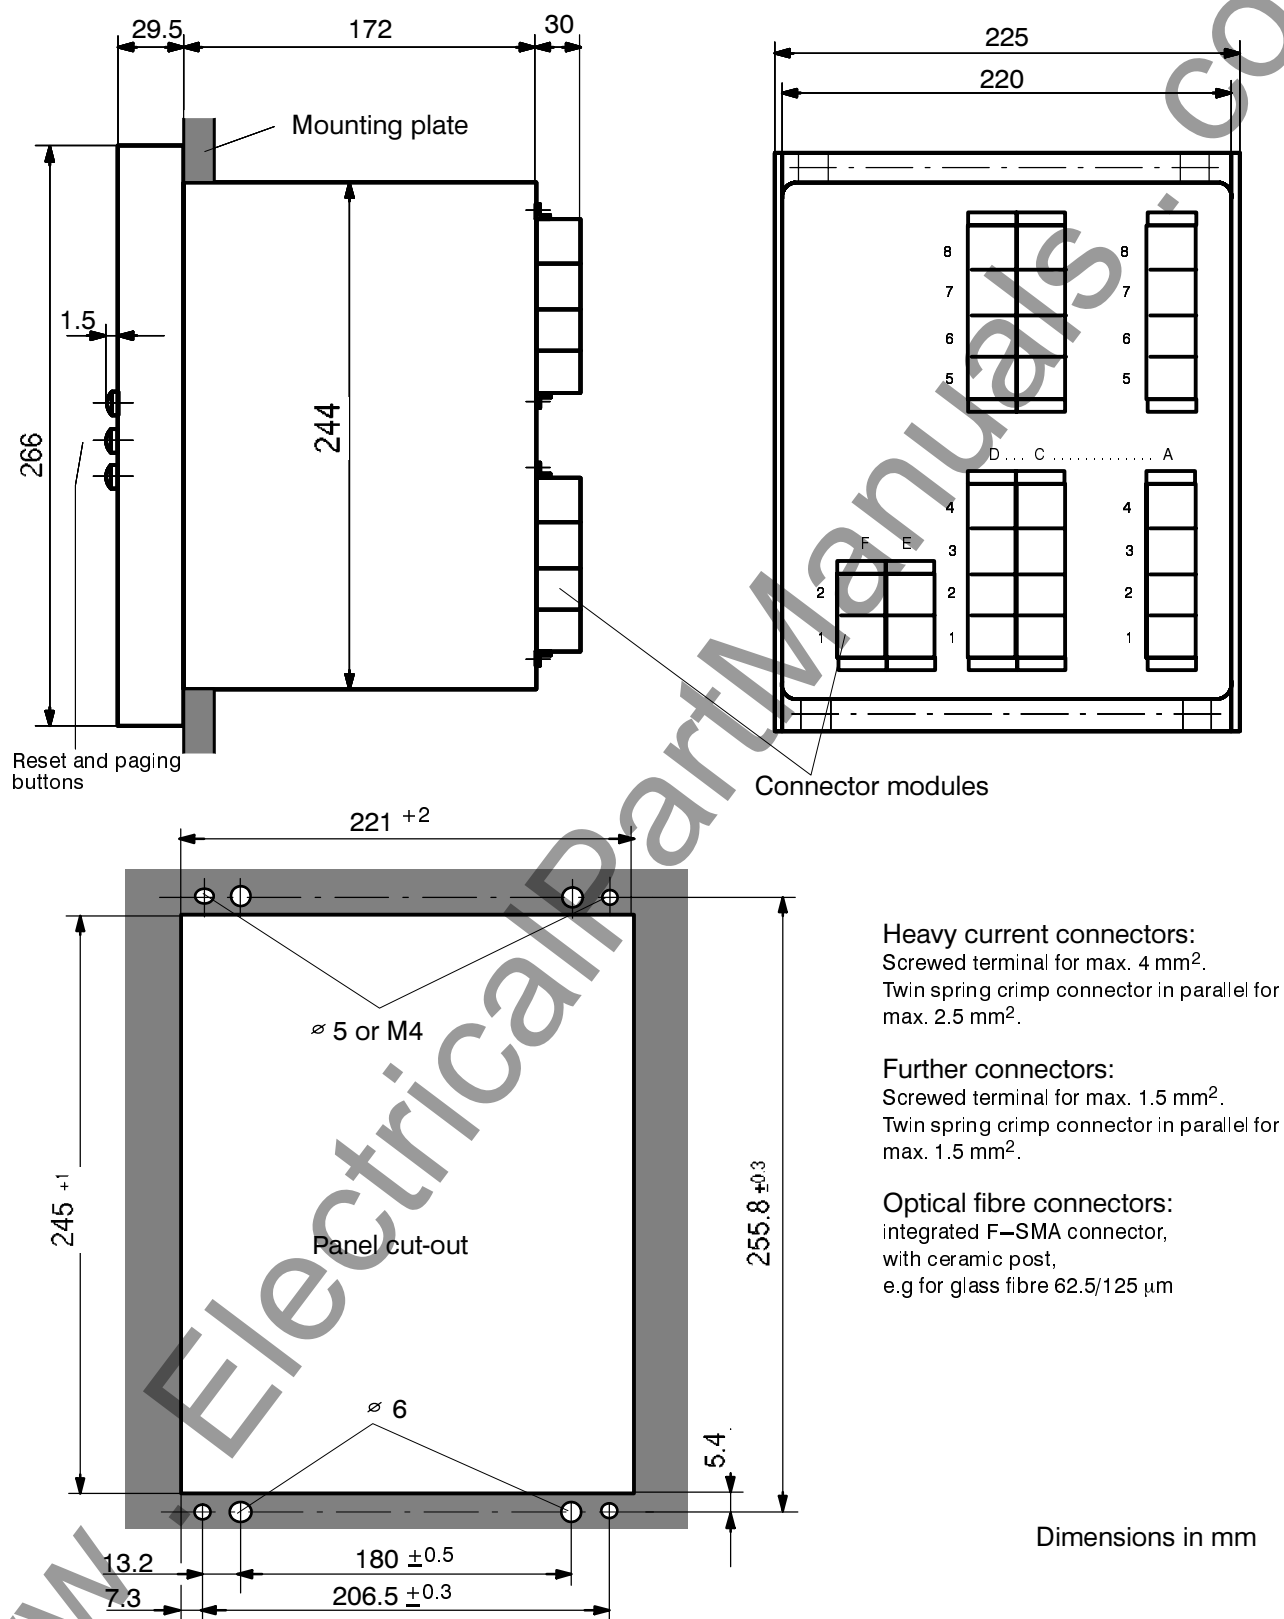 29.5 172 30
225
220
Mounting plate
1.5
266
244
8 8
7 7
6 6
5 5
D ... C ............. A
4 4
F E
3 3
2 2 2
1 1 1
Reset and paging
buttons
Connector modules
221 +2
ø 5 or M4
Heavy current connectors:
Screwed terminal for max. 4 mm².
Twin spring crimp connector in parallel for
max. 2.5 mm².
Further connectors:
Screwed terminal for max. 1.5 mm².
Twin spring crimp connector in parallel for
max. 1.5 mm².
Optical fibre connectors:
integrated F–SMA connector,
with ceramic post,
e.g for glass fibre 62.5/125 µm
245 +1
255.8 ±0.3
Panel cut-out
ø 6
5.4
Dimensions in mm
13.2 180 ±0.5
7.3 206.5 ±0.3
w . ElectricalPartManuals . co